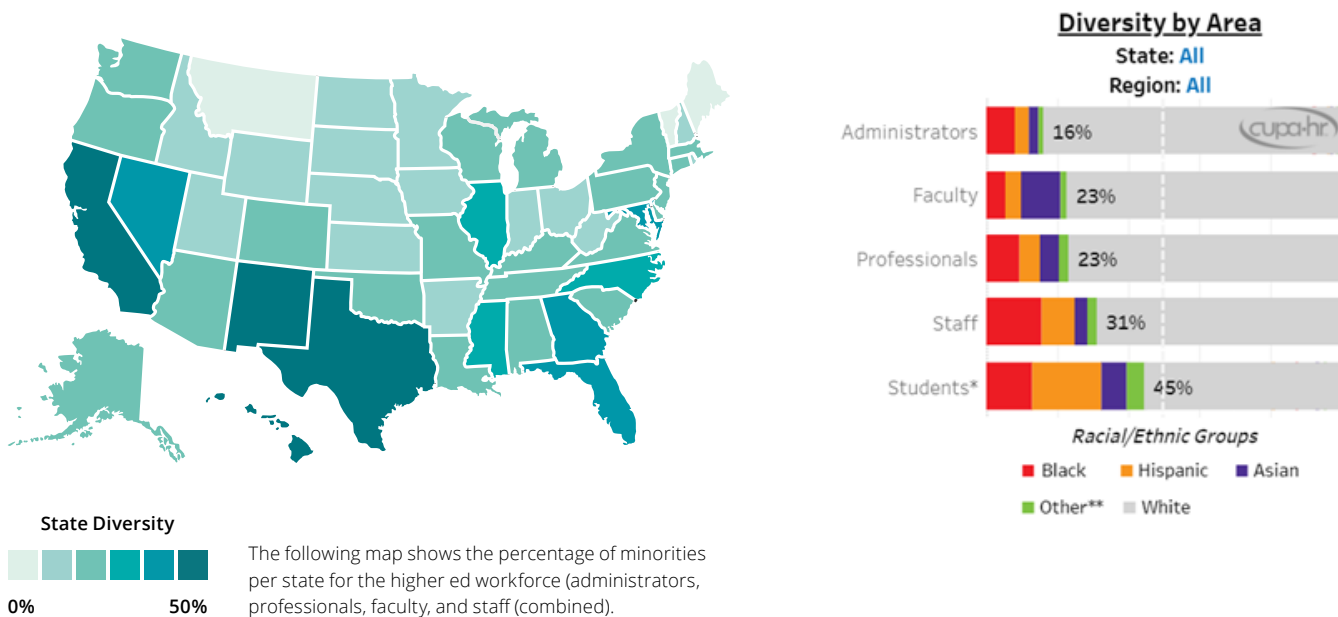 Diversity by Area
State: All
Region: All
Administrators 16%
cupa-hr
Faculty 23%
Professionals 23%
Staff 31%
Students* 45%
Racial/Ethnic Groups
Black Hispanic Asian
Other** White
State Diversity
0% 50%
The following map shows the percentage of minorities
per state for the higher ed workforce (administrators,
professionals, faculty, and staff (combined).